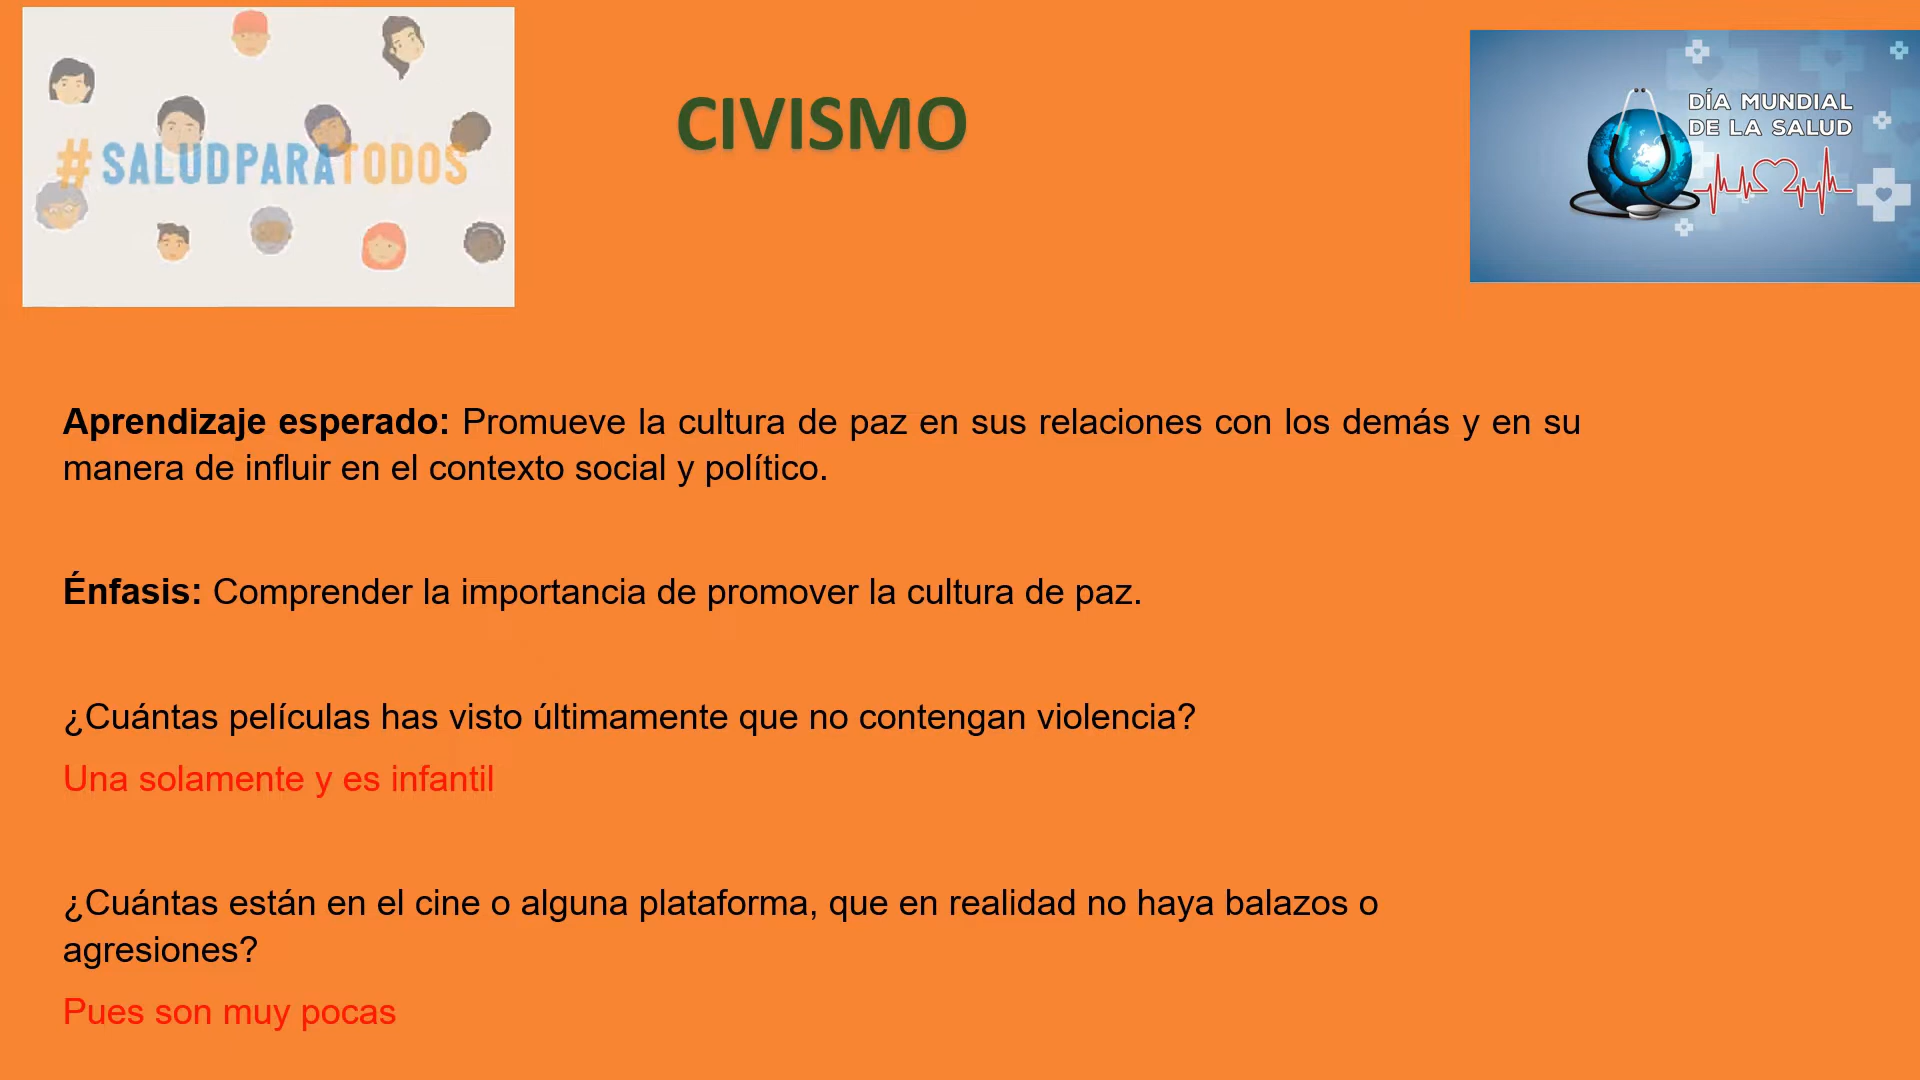 #SALUDPARATODOS
CIVISMO
DÍA MUNDIAL
DE LA SALUD
Aprendizaje esperado: Promueve la cultura de paz en sus relaciones con los demás y en su
manera de influir en el contexto social y político.
Énfasis: Comprender la importancia de promover la cultura de paz.
¿Cuántas películas has visto últimamente que no contengan violencia?
Una solamente y es infantil
¿Cuántas están en el cine o alguna plataforma, que en realidad no haya balazos o
agresiones?
Pues son muy pocas